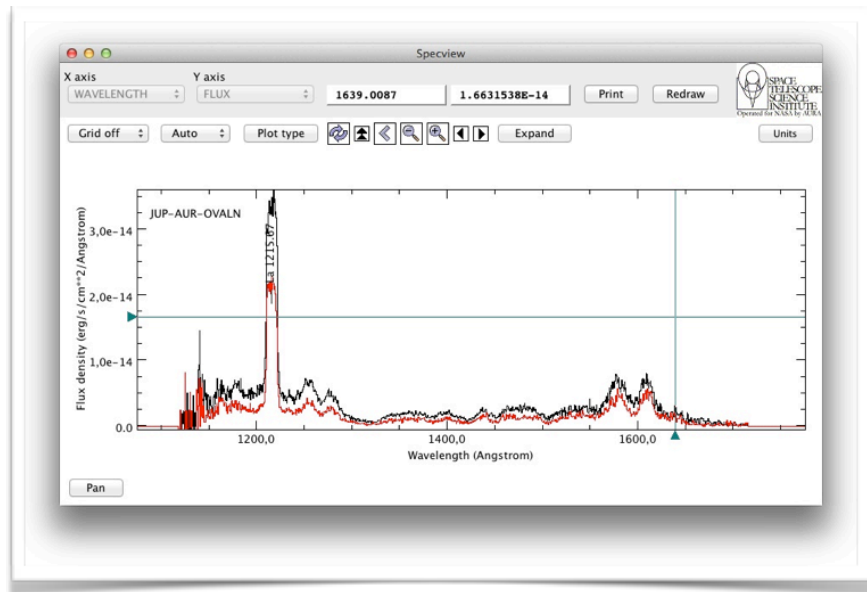 Specview
X axis
Y axis
WAVELENGTH
FLUX
1639.0087
1.6631538E-14
Print
Redraw
SPACE
TELESCOPE
SCIENCE
INSTITUTE
Operated for NASA by AURA
Grid off
Auto
Plot type
Expand
Units
JUP-AUR-OVALN
3,0e-14
2,0e-14
1,0e-14
0.0
Flux density (erg/s/cm**2/Angstrom)
a 1215.67
1200,0
1400,0
1600,0
Wavelength (Angstrom)
Pan